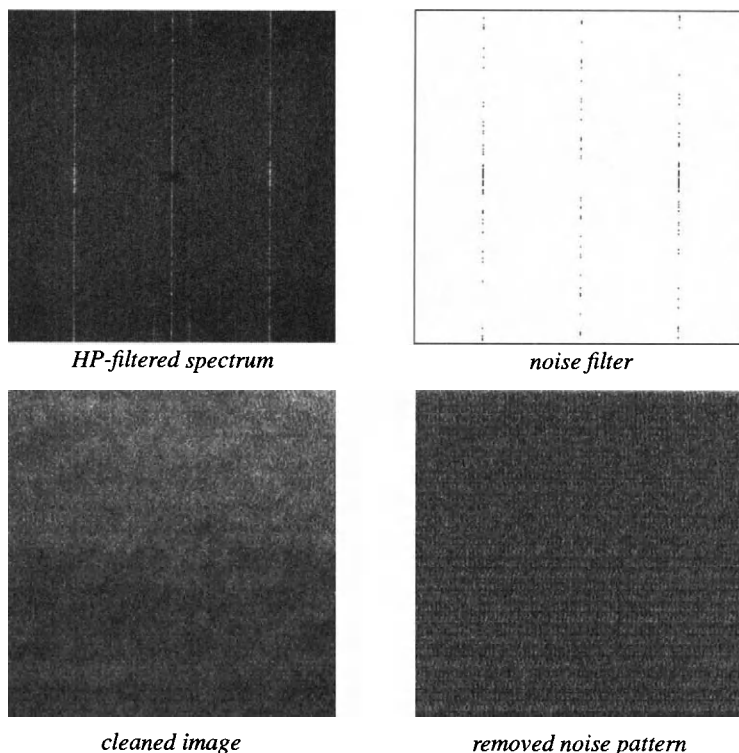 HP-filtered spectrum
noise filter
cleaned image
removed noise pattern